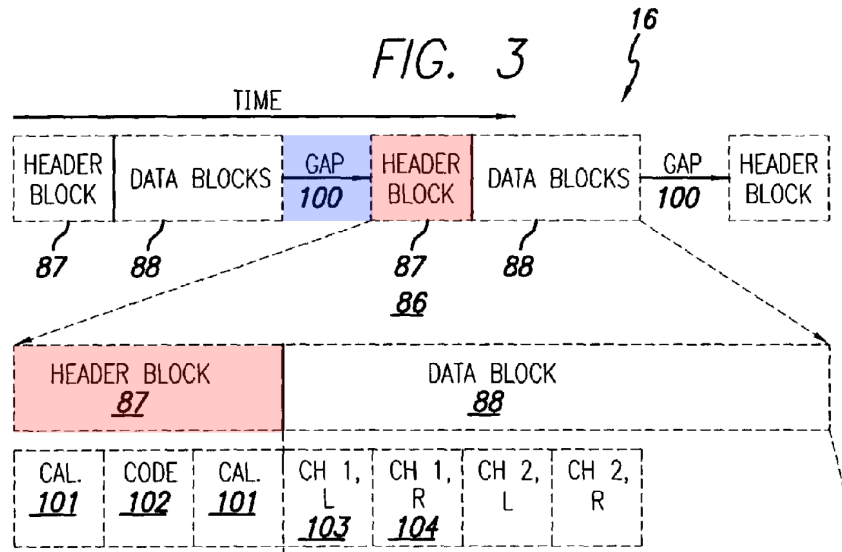 16
FIG. 3
TIME
HEADER BLOCK
DATA BLOCKS
GAP 100
HEADER BLOCK
DATA BLOCKS
GAP 100
HEADER BLOCK
87
88
87
88
86
HEADER BLOCK
87
DATA BLOCK
88
CAL. 101
CODE 102
CAL. 101
CH 1, L 103
CH 1, R 104
CH 2, L
CH 2, R